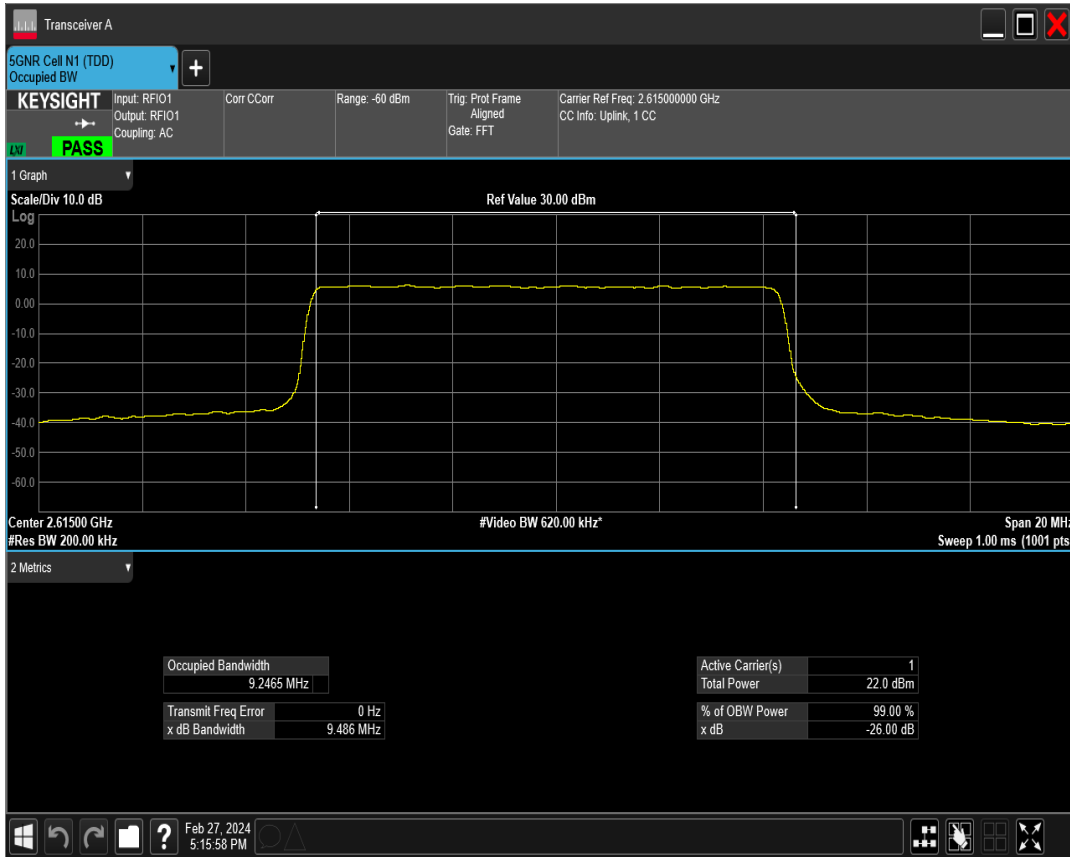 Transceiver A
5GNR Cell N1 (TDD)
Occupied BW
+
KEYSIGHT
LXI
PASS
Input: RFIO1
Output: RFIO1
Coupling: AC
Corr CCorr
Range: -60 dBm
Trig: Prot Frame
Aligned
Gate: FFT
Carrier Ref Freq: 2.615000000 GHz
CC Info: Uplink, 1 CC
1 Graph
Scale/Div 10.0 dB
Ref Value 30.00 dBm
Log
20.0
10.0
0.00
-10.0
-20.0
-30.0
-40.0
-50.0
-60.0
Center 2.61500 GHz
#Video BW 620.00 kHz*
Span 20 MHz
#Res BW 200.00 kHz
Sweep 1.00 ms (1001 pts
2 Metrics
Occupied Bandwidth
9.2465 MHz
Transmit Freq Error 0 Hz
x dB Bandwidth 9.486 MHz
Active Carrier(s) 1
Total Power 22.0 dBm
% of OBW Power 99.00 %
x dB -26.00 dB
?
Feb 27, 2024
5:15:58 PM